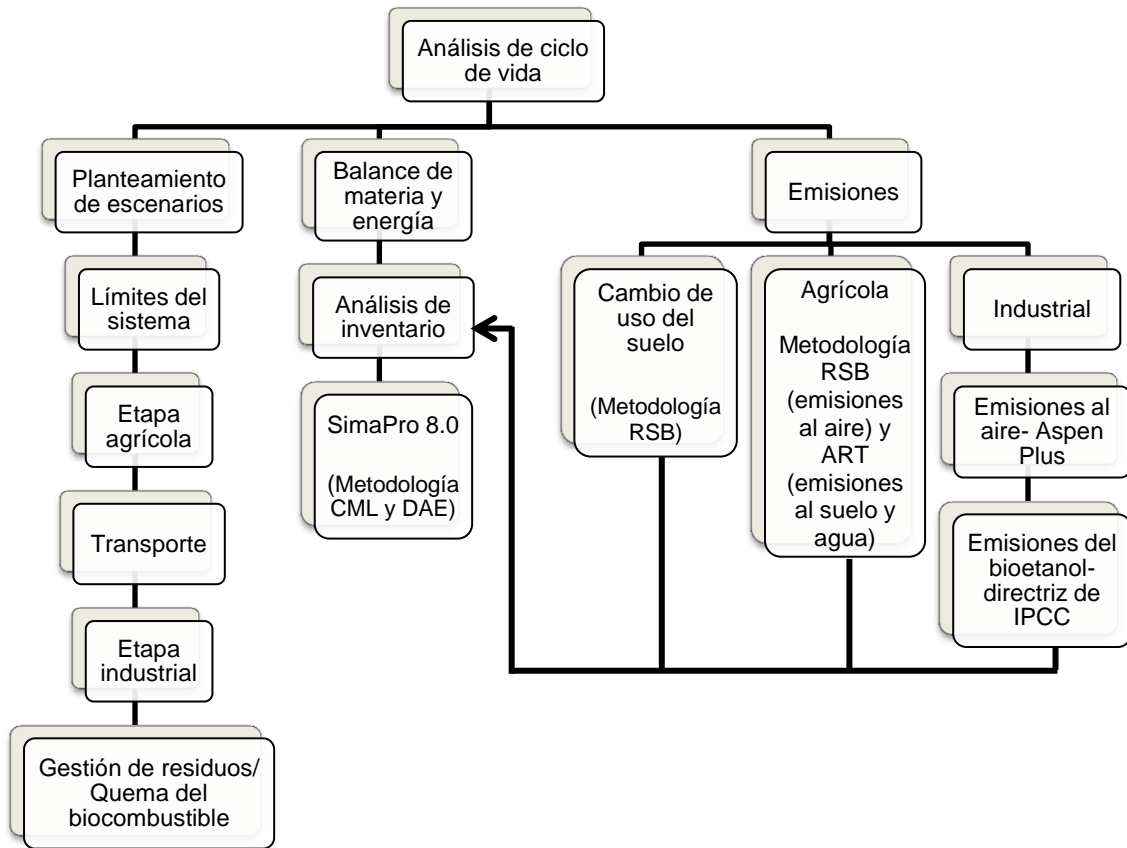 Análisis de ciclo
de vida
Planteamiento
de escenarios
Límites del
sistema
Etapa
agrícola
Transporte
Etapa
industrial
Gestión de residuos/
Quema del
biocombustible
Balance de
materia y
energía
Análisis de
inventario
SimaPro 8.0
(Metodología
CML y DAE)
Emisiones
Cambio de
uso del
suelo
(Metodología
RSB)
Agrícola
Metodología
RSB
(emisiones
al aire) y
ART
(emisiones
al suelo y
agua)
Industrial
Emisiones al
aire- Aspen
Plus
Emisiones del
bioetanol-
directriz de
IPCC